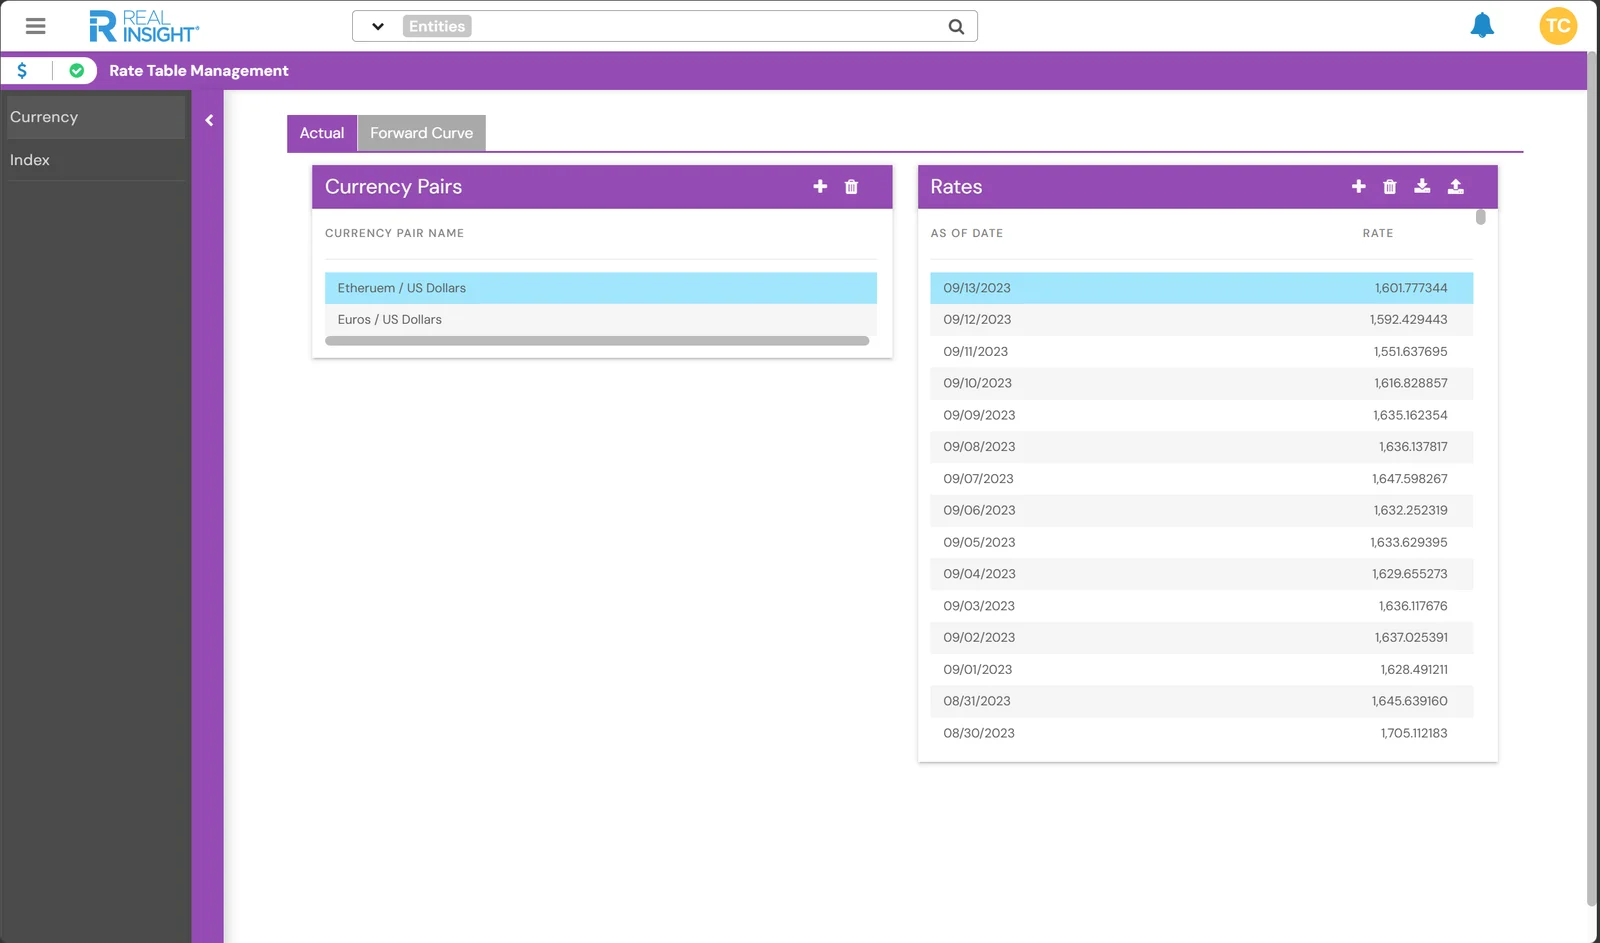 REAL
INSIGHT®
Entities
TC
$
Rate Table Management
Currency
Index
Actual
Forward Curve
Currency Pairs
CURRENCY PAIR NAME
Etheruem / US Dollars
Euros / US Dollars
Rates
AS OF DATE RATE
09/13/2023 1,601.777344
09/12/2023 1,592.429443
09/11/2023 1,551.637695
09/10/2023 1,616.828857
09/09/2023 1,635.162354
09/08/2023 1,636.137817
09/07/2023 1,647.598267
09/06/2023 1,632.252319
09/05/2023 1,633.629395
09/04/2023 1,629.655273
09/03/2023 1,636.117676
09/02/2023 1,637.025391
09/01/2023 1,628.491211
08/31/2023 1,645.639160
08/30/2023 1,705.112183